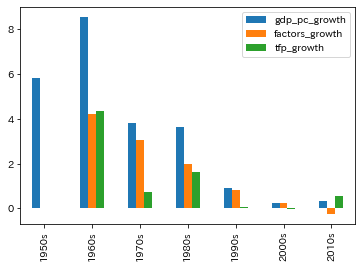 gdp_pc_growth
factors_growth
tfp_growth
8
6
4
2
0
1950s
1960s
1970s
1980s
1990s
2000s
2010s